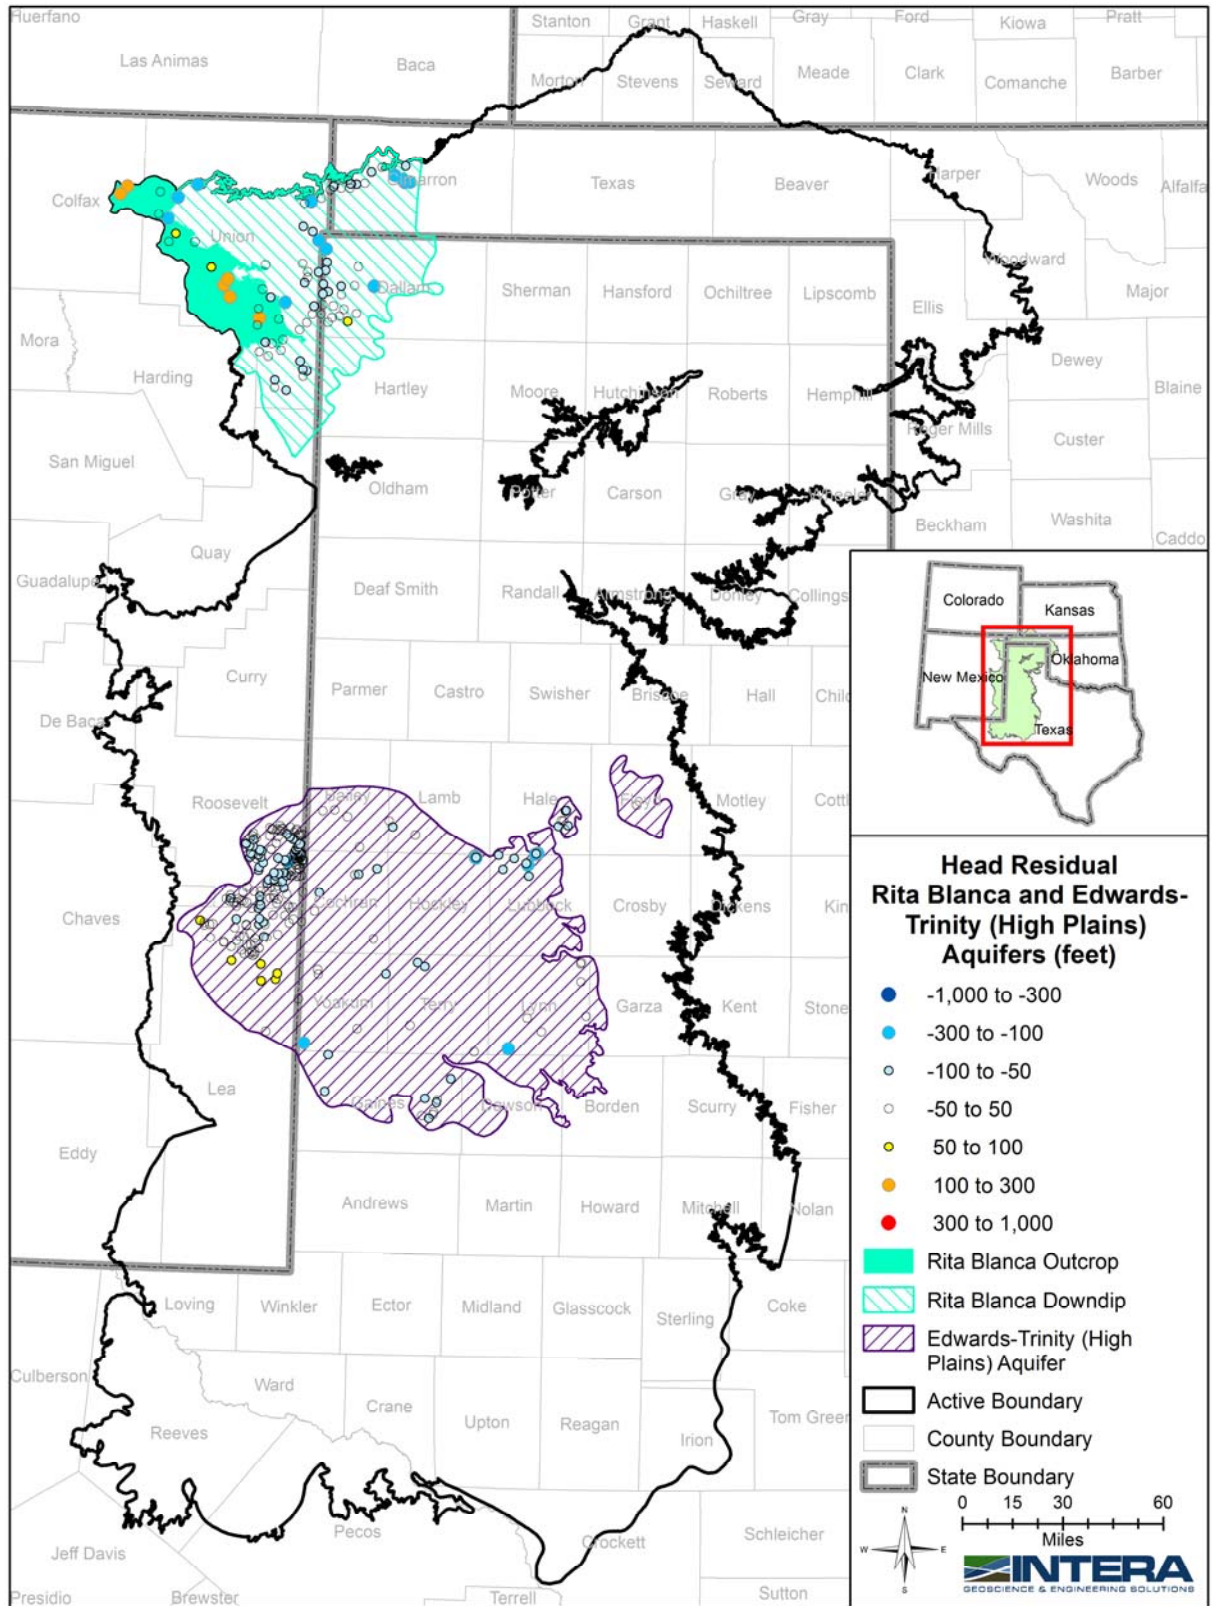 Huerfano
Stanton
Grant
Haskell
Gray
Ford
Kiowa
Pratt
Las Animas
Baca
Morton
Stevens
Seward
Meade
Clark
Comanche
Barber
Colfax
Cimarron
Texas
Beaver
Harper
Woods
Alfalfa
Union
Dallam
Sherman
Hansford
Ochiltree
Lipscomb
Ellis
Woodward
Major
Mora
Harding
Hartley
Moore
Hutchinson
Roberts
Hemphill
Dewey
Blaine
San Miguel
Oldham
Potter
Carson
Gray
Wheeler
Roger Mills
Custer
Beckham
Washita
Caddo
Quay
Guadalupe
Deaf Smith
Randall
Armstrong
Donley
Collings
Curry
Parmer
Castro
Swisher
Briscoe
Hall
Chilc
De Baca
Roosevelt
Bailey
Lamb
Hale
Floyd
Motley
Cottl
Chaves
Cochran
Hockley
Lubbock
Crosby
Dickens
Kin
Yoakum
Terry
Lynn
Garza
Kent
Stone
Lea
Gaines
Dawson
Borden
Scurry
Fisher
Eddy
Andrews
Martin
Howard
Mitchell
Nolan
Loving
Winkler
Ector
Midland
Glasscock
Sterling
Coke
Culberson
Ward
Crane
Reeves
Upton
Reagan
Irion
Tom Green
Pecos
Crockett
Schleicher
Jeff Davis
Presidio
Brewster
Terrell
Sutton
Colorado
Kansas
New Mexico
Oklahoma
Texas
Head Residual
Rita Blanca and Edwards-
Trinity (High Plains)
Aquifers (feet)
-1,000 to -300
-300 to -100
-100 to -50
-50 to 50
50 to 100
100 to 300
300 to 1,000
Rita Blanca Outcrop
Rita Blanca Downdip
Edwards-Trinity (High
Plains) Aquifer
Active Boundary
County Boundary
State Boundary
0 15 30 60
Miles
N
W E
S
INTERA
GEOSCIENCE & ENGINEERING SOLUTIONS